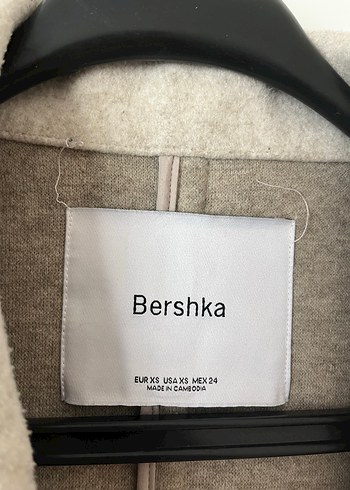 Bershka
EUR XS USA XS MEX 24
MADE IN CAMBODIA